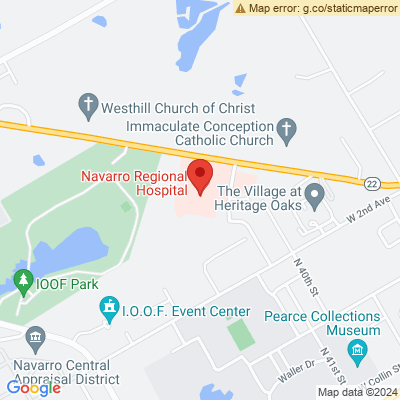 Map error: g.co/staticmaperror
Westhill Church of Christ
Immaculate Conception
Catholic Church
Navarro Regional
Hospital
The Village at
Heritage Oaks
22
W 2nd Ave
N 40th St
IOOF Park
I.O.O.F. Event Center
Pearce Collections
Museum
Navarro Central
Appraisal District
N 41st St
Waller Dr
Collin St
Google
Map data ©2024